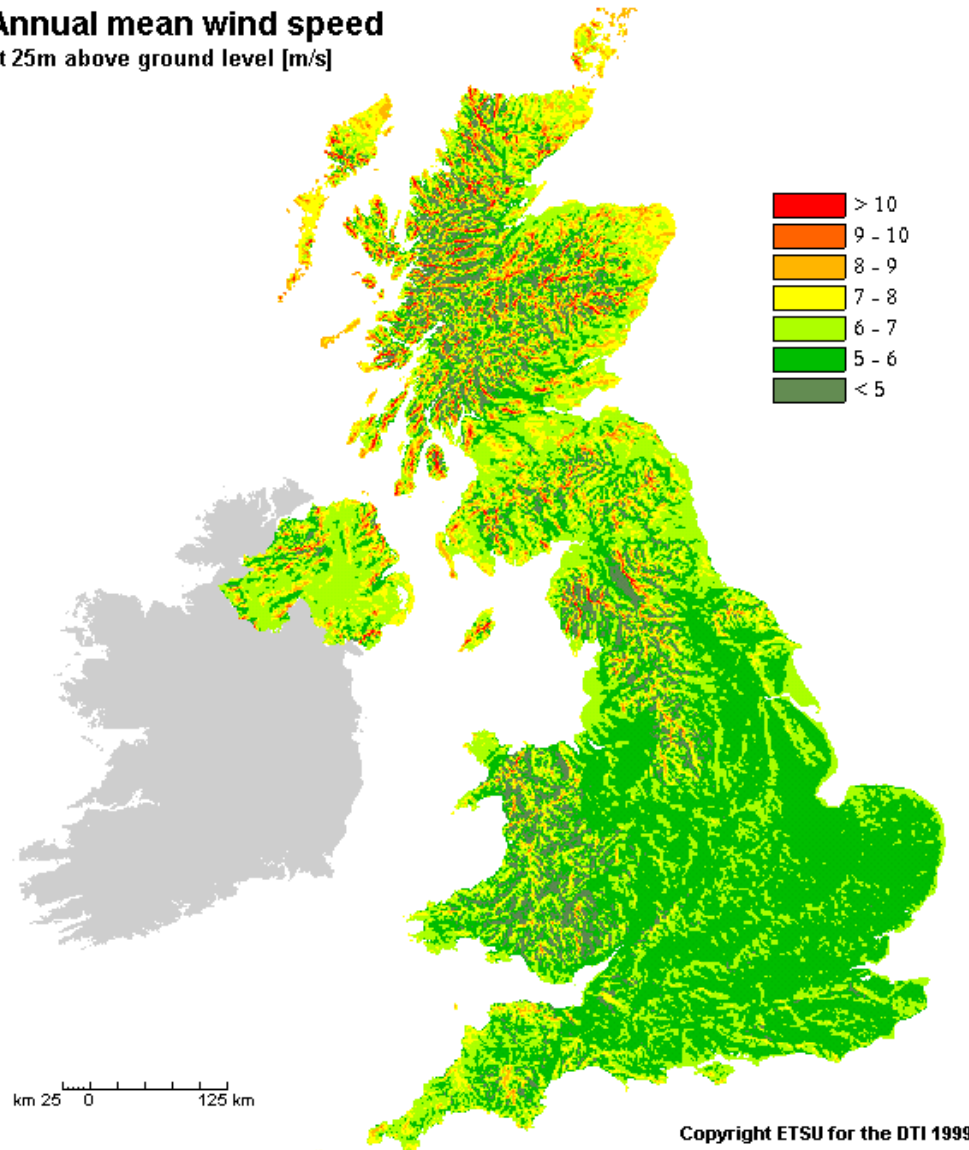 Annual mean wind speed
t 25m above ground level [m/s]
> 10
9 - 10
8 - 9
7 - 8
6 - 7
5 - 6
< 5
km 25 0 125 km
Copyright ETSU for the DTI 1999